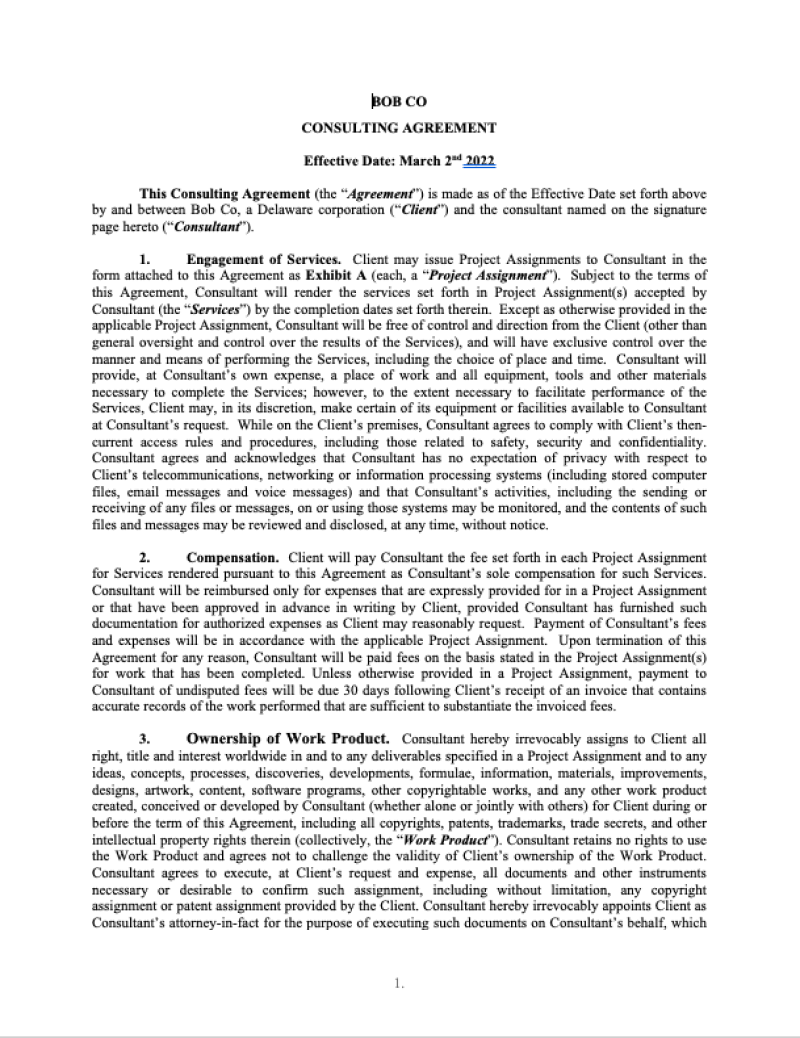 BOB CO
CONSULTING AGREEMENT
Effective Date: March 2nd 2022
This Consulting Agreement (the “Agreement”) is made as of the Effective Date set forth above
by and between Bob Co, a Delaware corporation (“Client”) and the consultant named on the signature
page hereto (“Consultant”).
1. Engagement of Services. Client may issue Project Assignments to Consultant in the
form attached to this Agreement as Exhibit A (each, a “Project Assignment”). Subject to the terms of
this Agreement, Consultant will render the services set forth in Project Assignment(s) accepted by
Consultant (the “Services”) by the completion dates set forth therein. Except as otherwise provided in the
applicable Project Assignment, Consultant will be free of control and direction from the Client (other than
general oversight and control over the results of the Services), and will have exclusive control over the
manner and means of performing the Services, including the choice of place and time. Consultant will
provide, at Consultant’s own expense, a place of work and all equipment, tools and other materials
necessary to complete the Services; however, to the extent necessary to facilitate performance of the
Services, Client may, in its discretion, make certain of its equipment or facilities available to Consultant
at Consultant’s request. While on the Client’s premises, Consultant agrees to comply with Client’s then-
current access rules and procedures, including those related to safety, security and confidentiality.
Consultant agrees and acknowledges that Consultant has no expectation of privacy with respect to
Client’s telecommunications, networking or information processing systems (including stored computer
files, email messages and voice messages) and that Consultant’s activities, including the sending or
receiving of any files or messages, on or using those systems may be monitored, and the contents of such
files and messages may be reviewed and disclosed, at any time, without notice.
2. Compensation. Client will pay Consultant the fee set forth in each Project Assignment
for Services rendered pursuant to this Agreement as Consultant’s sole compensation for such Services.
Consultant will be reimbursed only for expenses that are expressly provided for in a Project Assignment
or that have been approved in advance in writing by Client, provided Consultant has furnished such
documentation for authorized expenses as Client may reasonably request. Payment of Consultant’s fees
and expenses will be in accordance with the applicable Project Assignment. Upon termination of this
Agreement for any reason, Consultant will be paid fees on the basis stated in the Project Assignment(s)
for work that has been completed. Unless otherwise provided in a Project Assignment, payment to
Consultant of undisputed fees will be due 30 days following Client’s receipt of an invoice that contains
accurate records of the work performed that are sufficient to substantiate the invoiced fees.
3. Ownership of Work Product. Consultant hereby irrevocably assigns to Client all
right, title and interest worldwide in and to any deliverables specified in a Project Assignment and to any
ideas, concepts, processes, discoveries, developments, formulae, information, materials, improvements,
designs, artwork, content, software programs, other copyrightable works, and any other work product
created, conceived or developed by Consultant (whether alone or jointly with others) for Client during or
before the term of this Agreement, including all copyrights, patents, trademarks, trade secrets, and other
intellectual property rights therein (collectively, the “Work Product”). Consultant retains no rights to use
the Work Product and agrees not to challenge the validity of Client’s ownership of the Work Product.
Consultant agrees to execute, at Client’s request and expense, all documents and other instruments
necessary or desirable to confirm such assignment, including without limitation, any copyright
assignment or patent assignment provided by the Client. Consultant hereby irrevocably appoints Client as
Consultant’s attorney-in-fact for the purpose of executing such documents on Consultant’s behalf, which
1.